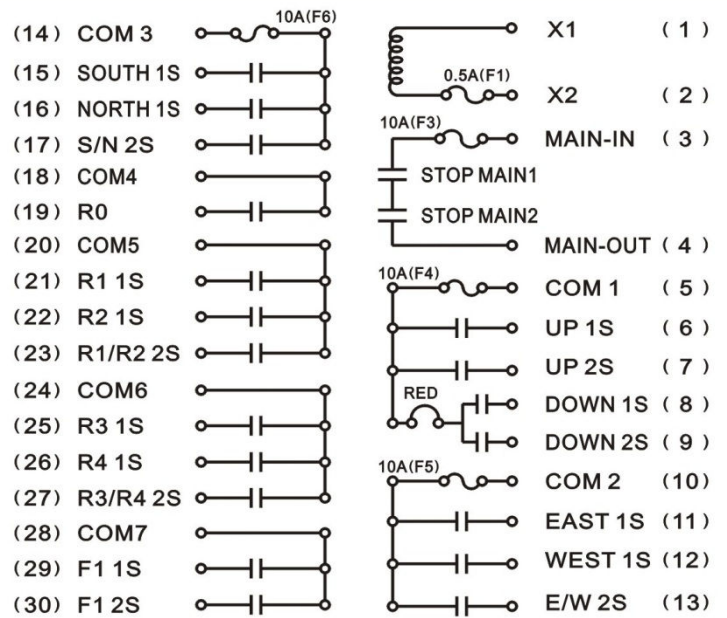 10A(F6)
(14) COM 3
(15) SOUTH 1S
(16) NORTH 1S
(17) S/N 2S
(18) COM4
(19) R0
(20) COM5
(21) R1 1S
(22) R2 1S
(23) R1/R2 2S
(24) COM6
(25) R3 1S
(26) R4 1S
(27) R3/R4 2S
(28) COM7
(29) F1 1S
(30) F1 2S
X1 ( 1 )
0.5A(F1)
X2 ( 2 )
10A(F3)
MAIN-IN ( 3 )
STOP MAIN1
STOP MAIN2
MAIN-OUT ( 4 )
10A(F4)
COM 1 ( 5 )
UP 1S ( 6 )
UP 2S ( 7 )
RED
DOWN 1S ( 8 )
DOWN 2S ( 9 )
10A(F5)
COM 2 (10)
EAST 1S (11)
WEST 1S (12)
E/W 2S (13)